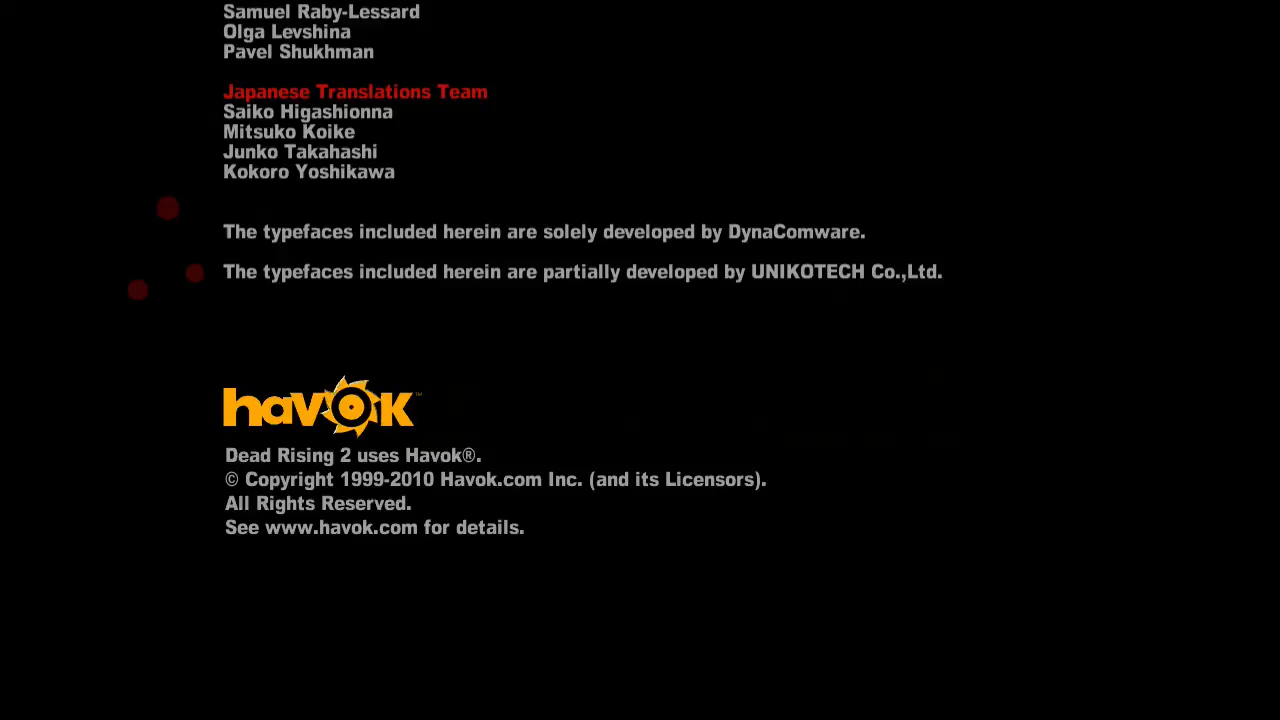 Samuel Raby-Lessard
Olga Levshina
Pavel Shukhman
Japanese Translations Team
Saiko Higashionna
Mitsuko Koike
Junko Takahashi
Kokoro Yoshikawa
The typefaces included herein are solely developed by DynaComware.
The typefaces included herein are partially developed by UNIKOTECH Co.,Ltd.
havok™
Dead Rising 2 uses Havok®.
© Copyright 1999-2010 Havok.com Inc. (and its Licensors).
All Rights Reserved.
See www.havok.com for details.